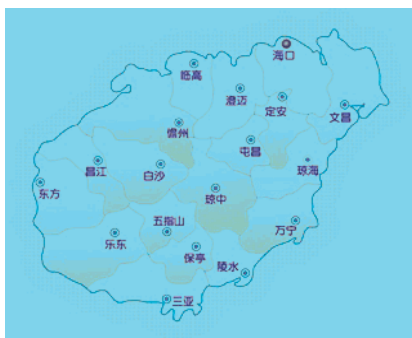 海口
临高
澄迈
定安
文昌
儋州
屯昌
琼海
昌江
白沙
东方
琼中
五指山
万宁
乐东
保亭
陵水
三亚